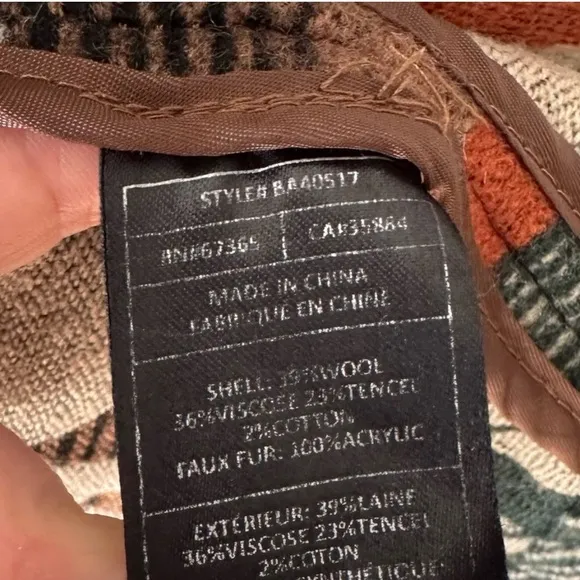 STYLE# BA40517
RN#67369 CA#35884
MADE IN CHINA
FABRIQUE EN CHINE
SHELL: 39%WOOL
36%VISCOSE 23%TENCEL
2%COTTON
FAUX FUR: 100%ACRYLIC
EXTÉRIEUR: 39%LAINE
36%VISCOSE 23%TENCEL
2%COTON
SYNTHÉTIQUE: